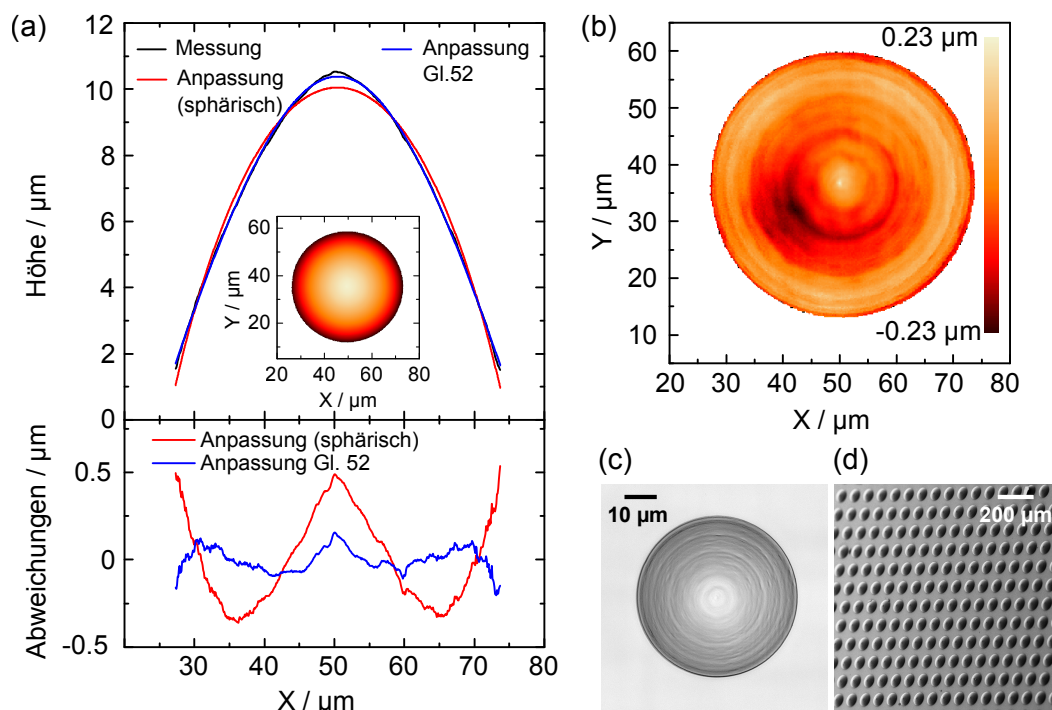 (a)
12
10
8
6
4
2
0
Höhe / µm
Messung
Anpassung
(sphärisch)
Anpassung
Gl.52
60
40
20
Y / µm
20 40 60 80
X / µm
0.5
0
-0.5
Abweichungen / µm
Anpassung (sphärisch)
Anpassung Gl. 52
20 30 40 50 60 70 80
X / µm
(b)
60
50
40
30
20
10
Y / µm
0.23 µm
-0.23 µm
20 30 40 50 60 70 80
X / µm
(c)
10 µm
(d)
200 µm